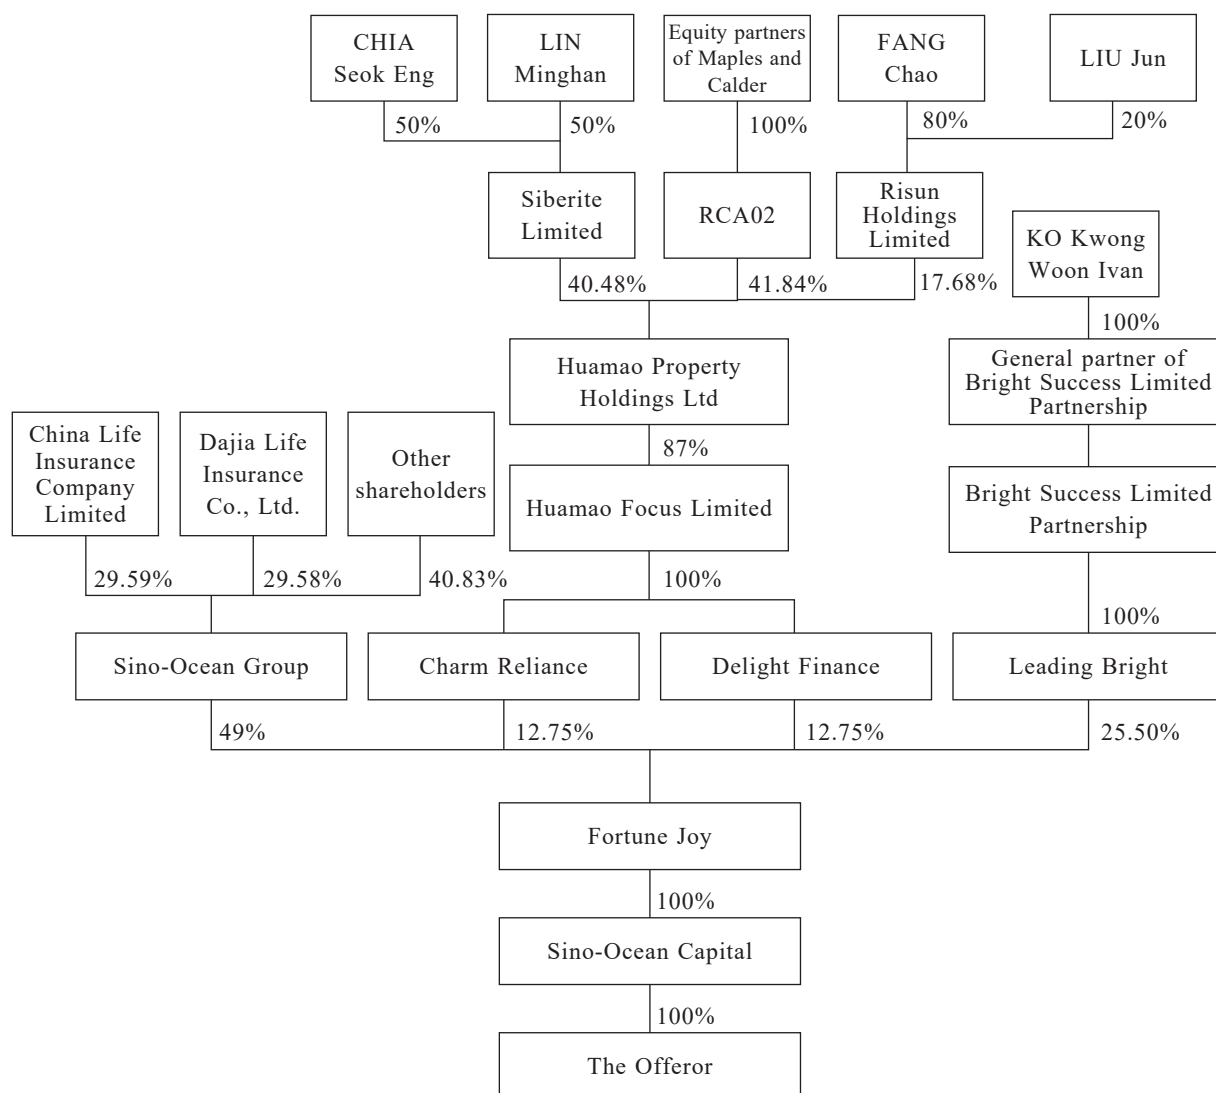 CHIA
Seok Eng
LIN
Minghan
Equity partners
of Maples and
Calder
FANG
Chao
LIU Jun
50%
50%
100%
80%
20%
Siberite
Limited
RCA02
Risun
Holdings
Limited
KO Kwong
Woon Ivan
40.48%
41.84%
17.68%
100%
Huamao Property
Holdings Ltd
General partner of
Bright Success Limited
Partnership
China Life
Insurance
Company
Limited
Dajia Life
Insurance
Co., Ltd.
Other
shareholders
87%
Huamao Focus Limited
Bright Success Limited
Partnership
29.59%
29.58%
40.83%
100%
100%
Sino-Ocean Group
Charm Reliance
Delight Finance
Leading Bright
49%
12.75%
12.75%
25.50%
Fortune Joy
100%
Sino-Ocean Capital
100%
The Offeror